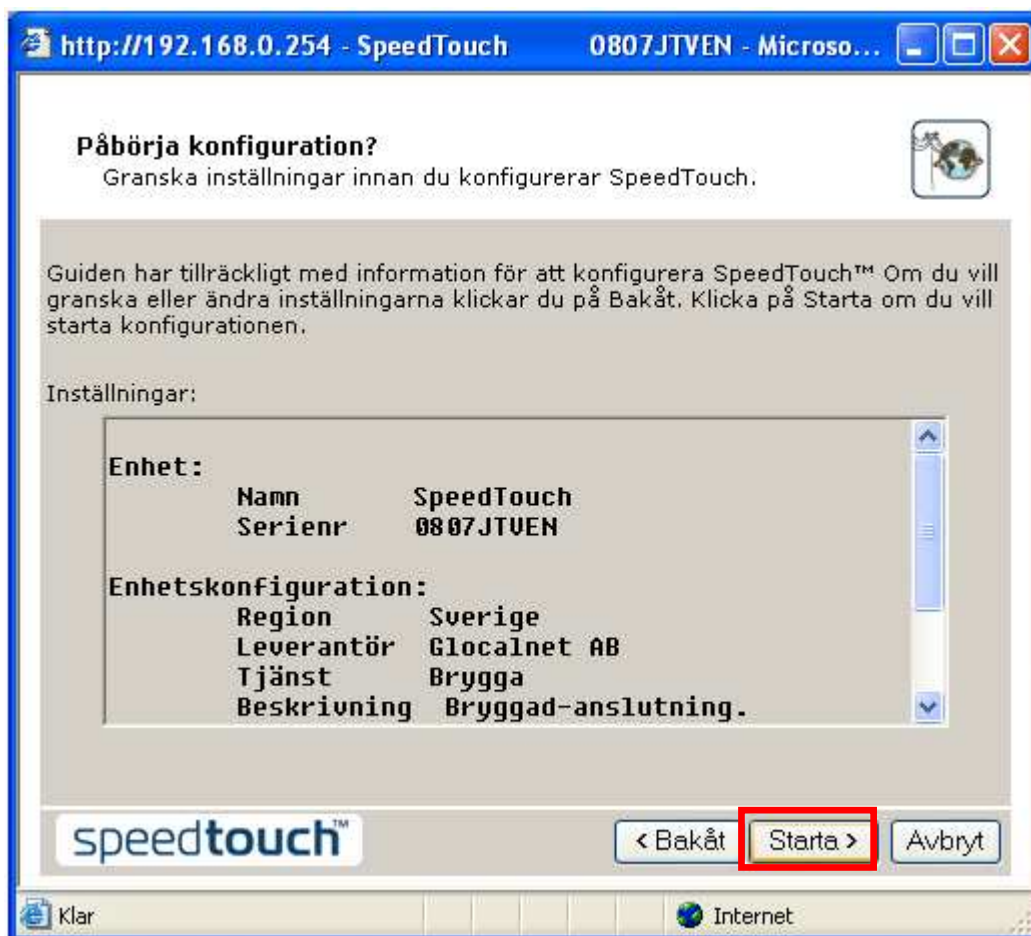 http://192.168.0.254 - SpeedTouch 0807JTVEN - Microso...
Påbörja konfiguration?
Granska inställningar innan du konfigurerar SpeedTouch.
Guiden har tillräckligt med information för att konfigurera SpeedTouch™ Om du vill
granska eller ändra inställningarna klickar du på Bakåt. Klicka på Starta om du vill
starta konfigurationen.
Inställningar:
Enhet:
Namn SpeedTouch
Serienr 0807JTVEN
Enhetskonfiguration:
Region Sverige
Leverantör Glocalnet AB
Tjänst Brygga
Beskrivning Bryggad-anslutning.
speedtouch™
< Bakåt Starta > Avbryt
Klar Internet